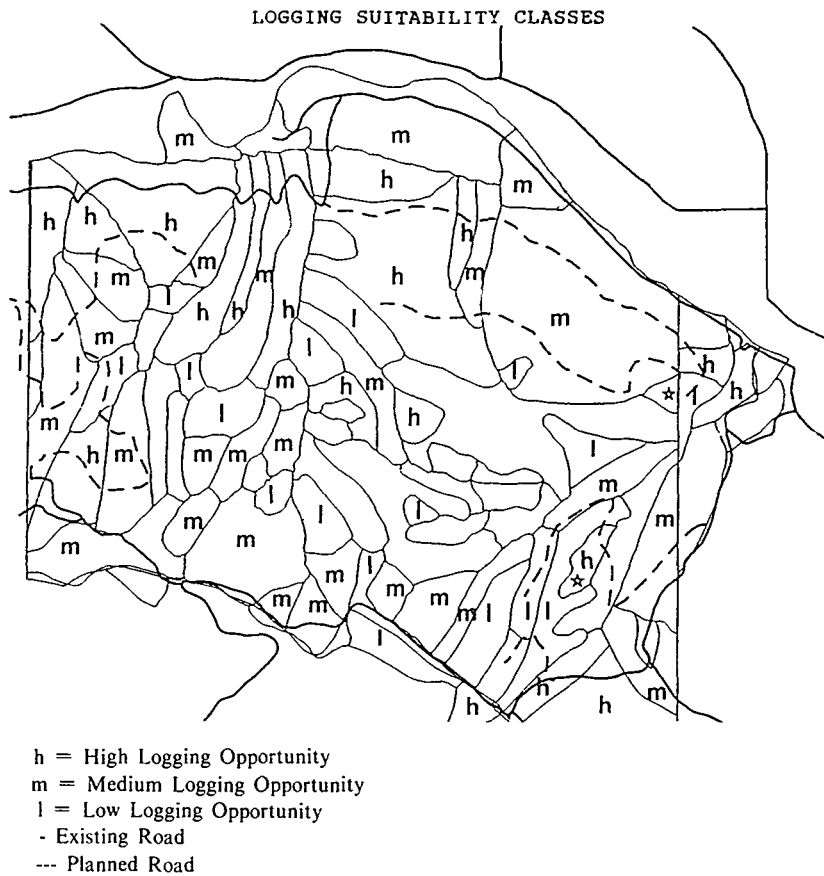 LOGGING SUITABILITY CLASSES
m m
h m
h h h h
m
m m h m
l
h h h l m
m
l
l l l h
m h m
l h
l h
m
m l
h m m m
m
l
l l
m m
m
m
l h
m
m m m
m l l l
l
l
h m
h h
h = High Logging Opportunity
m = Medium Logging Opportunity
l = Low Logging Opportunity
- Existing Road
--- Planned Road